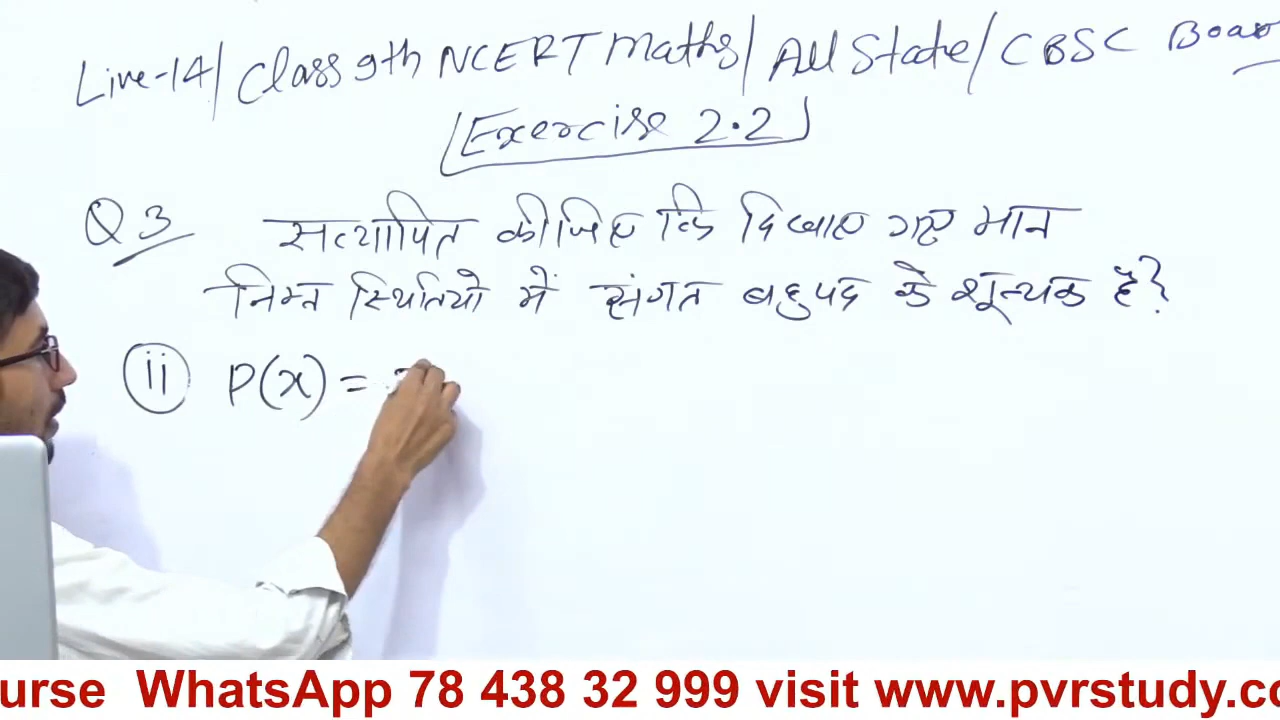 Live-14/ Class 9th NCERT Maths/ All State/ CBSC Boar
Exercise 2.2
Q 3 सत्यापित कीजिए कि दिखाए गए मान
निम्न स्थितियो में संगत बहुपद के शून्यक है?
(ii) P(x) =
urse WhatsApp 78 438 32 999 visit www.pvrstudy.co